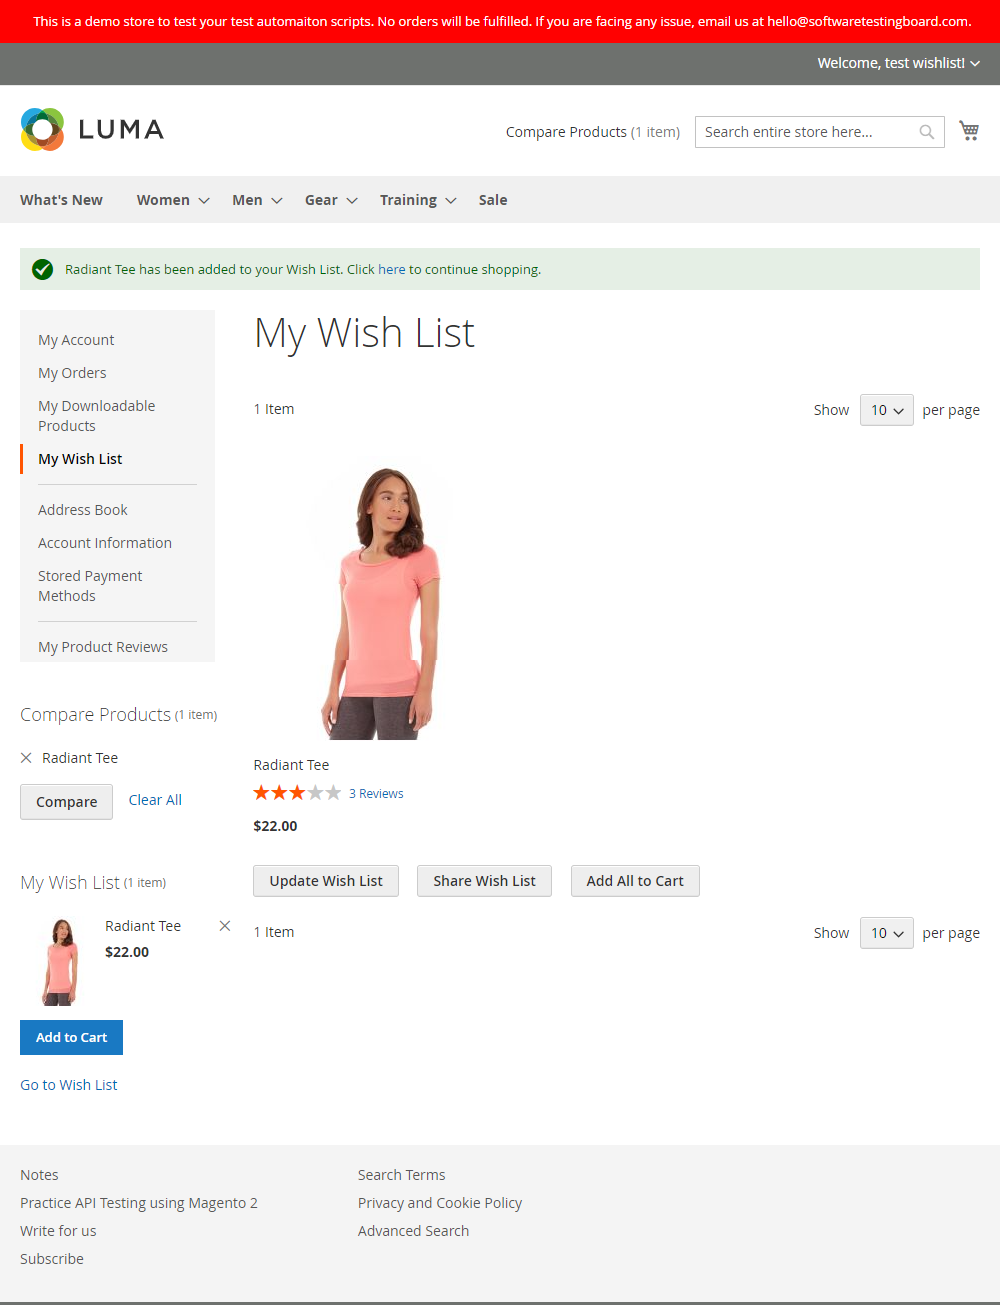 This is a demo store to test your test automaiton scripts. No orders will be fulfilled. If you are facing any issue, email us at hello@softwaretestingboard.com.
Welcome, test wishlist!
LUMA
Compare Products (1 item)
Search entire store here...
What's New Women Men Gear Training Sale
Radiant Tee has been added to your Wish List. Click here to continue shopping.
My Account
My Orders
My Downloadable
Products
My Wish List
Address Book
Account Information
Stored Payment
Methods
My Product Reviews
Compare Products (1 item)
Radiant Tee
Compare Clear All
My Wish List (1 item)
Radiant Tee
$22.00
Add to Cart
Go to Wish List
My Wish List
1 Item
Show 10 per page
Radiant Tee
3 Reviews
$22.00
Update Wish List Share Wish List Add All to Cart
1 Item
Show 10 per page
Notes
Practice API Testing using Magento 2
Write for us
Subscribe
Search Terms
Privacy and Cookie Policy
Advanced Search